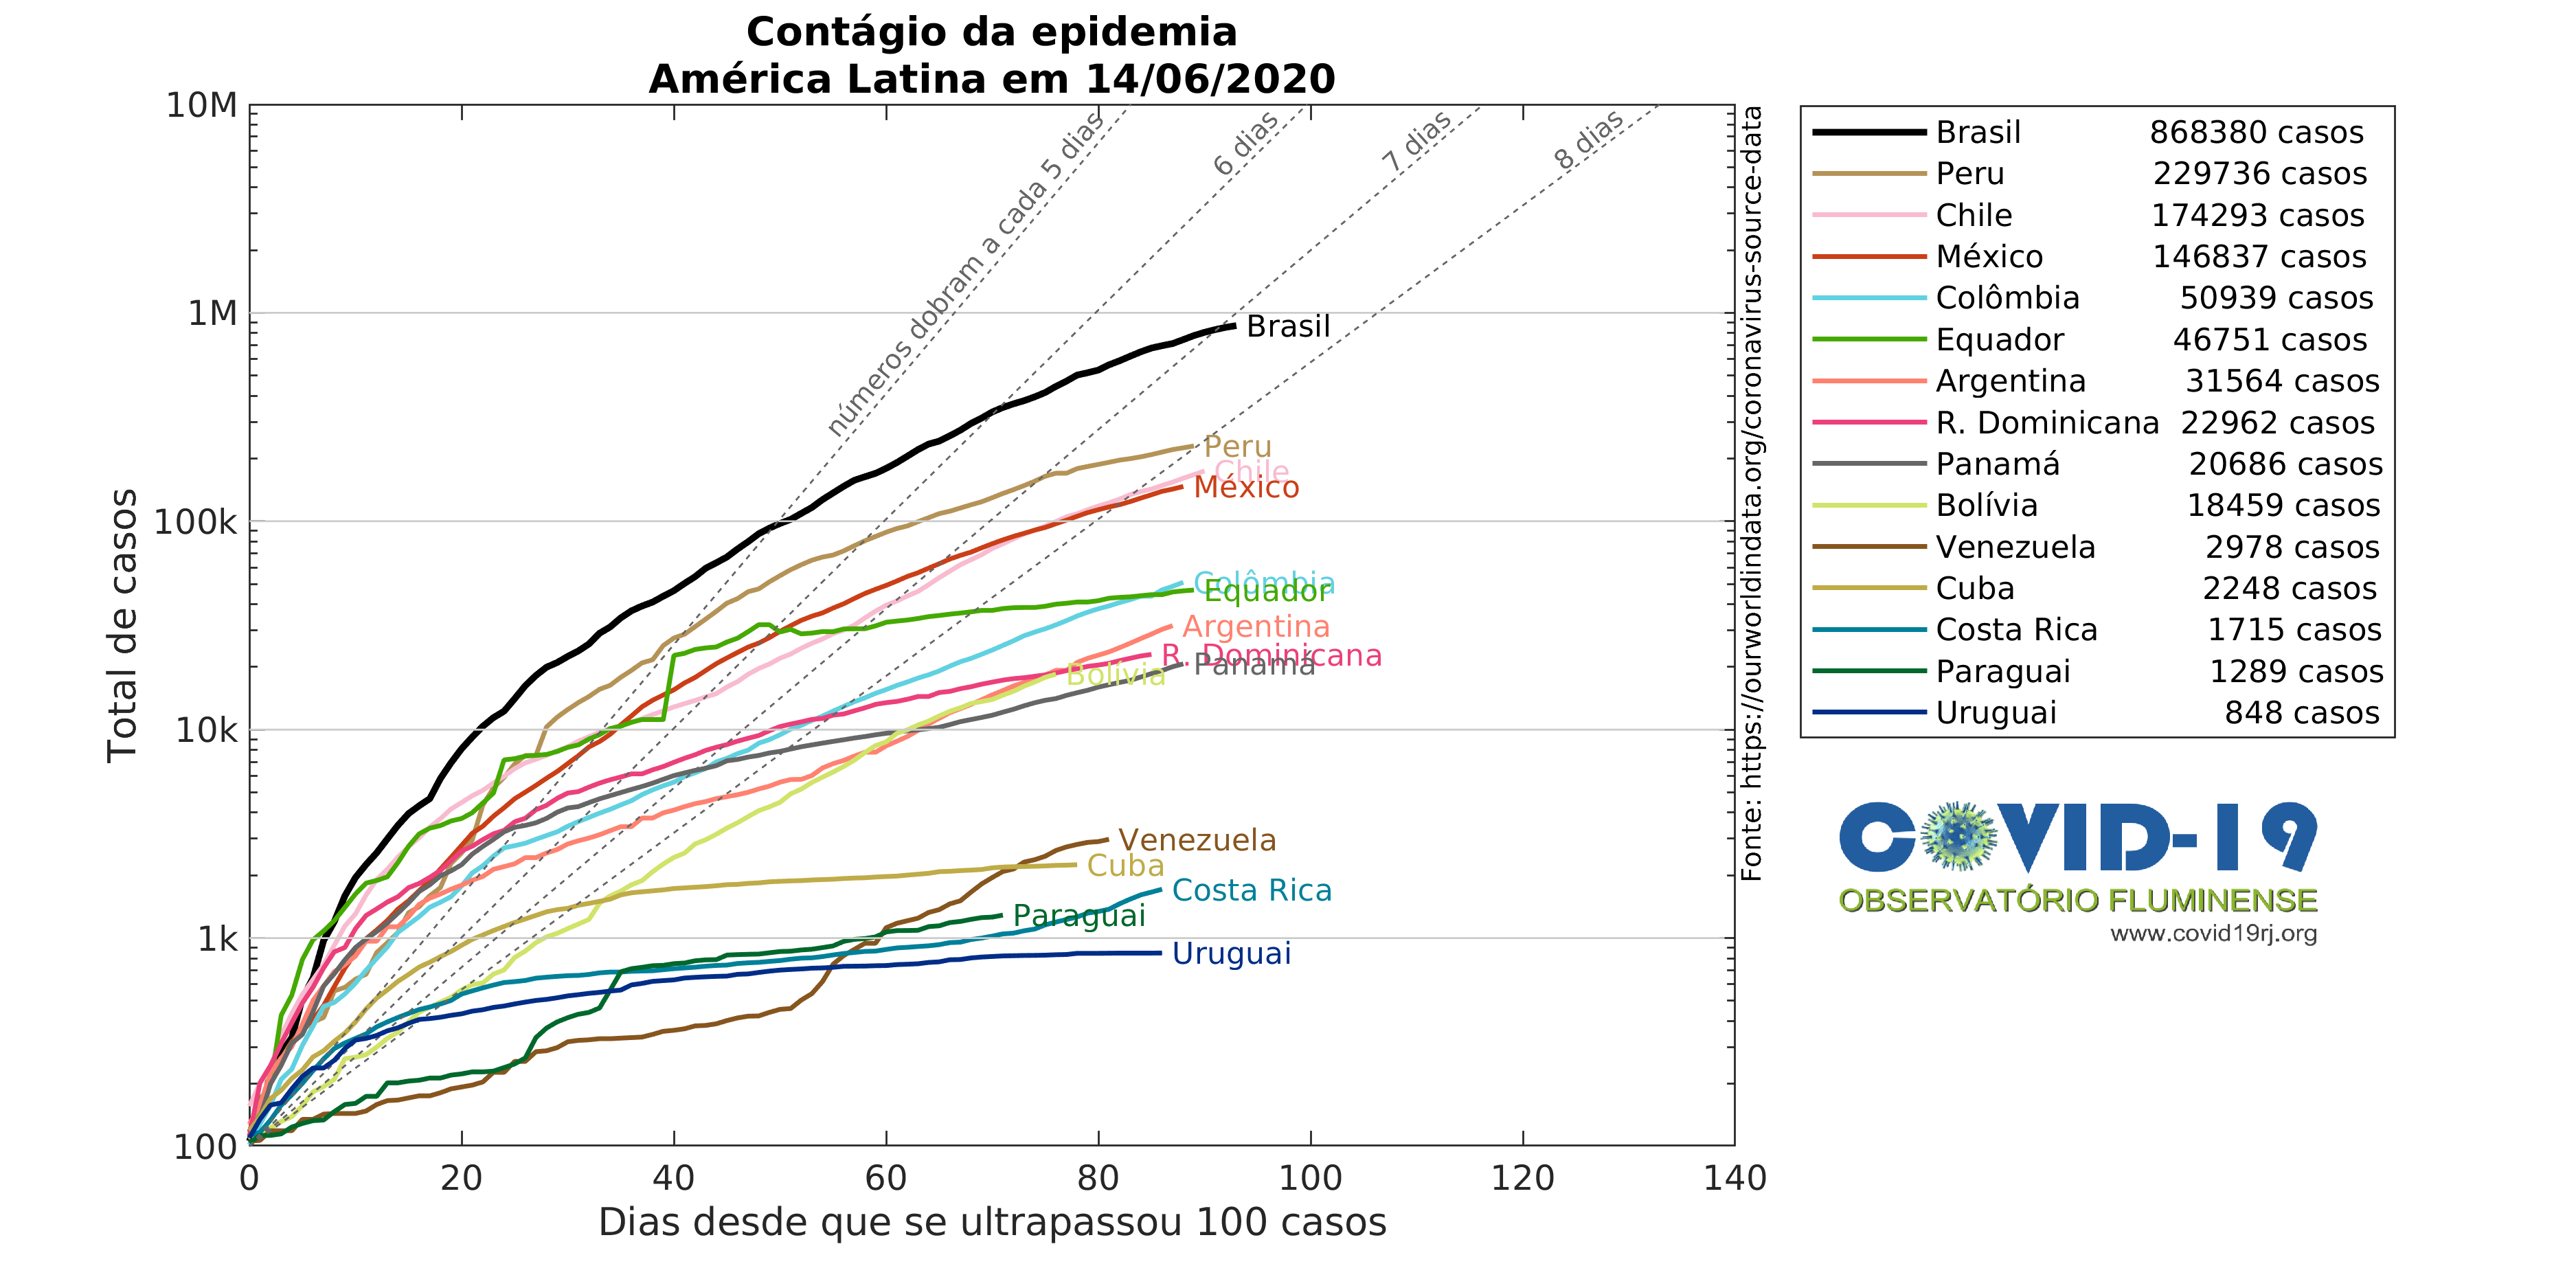 Contágio da epidemia
América Latina em 14/06/2020
Total de casos
10M
1M
100k
10k
1k
100
0 20 40 60 80 100 120 140
Dias desde que se ultrapassou 100 casos
números dobram a cada 5 dias
6 dias
7 dias
8 dias
Brasil
Peru
Chile
México
Colômbia
Equador
Argentina
R. Dominicana
Panamá
Bolívia
Venezuela
Cuba
Costa Rica
Paraguai
Uruguai
Fonte: https://ourworldindata.org/coronavirus-source-data
Brasil 868380 casos
Peru 229736 casos
Chile 174293 casos
México 146837 casos
Colômbia 50939 casos
Equador 46751 casos
Argentina 31564 casos
R. Dominicana 22962 casos
Panamá 20686 casos
Bolívia 18459 casos
Venezuela 2978 casos
Cuba 2248 casos
Costa Rica 1715 casos
Paraguai 1289 casos
Uruguai 848 casos
COVID-19
OBSERVATÓRIO FLUMINENSE
www.covid19rj.org